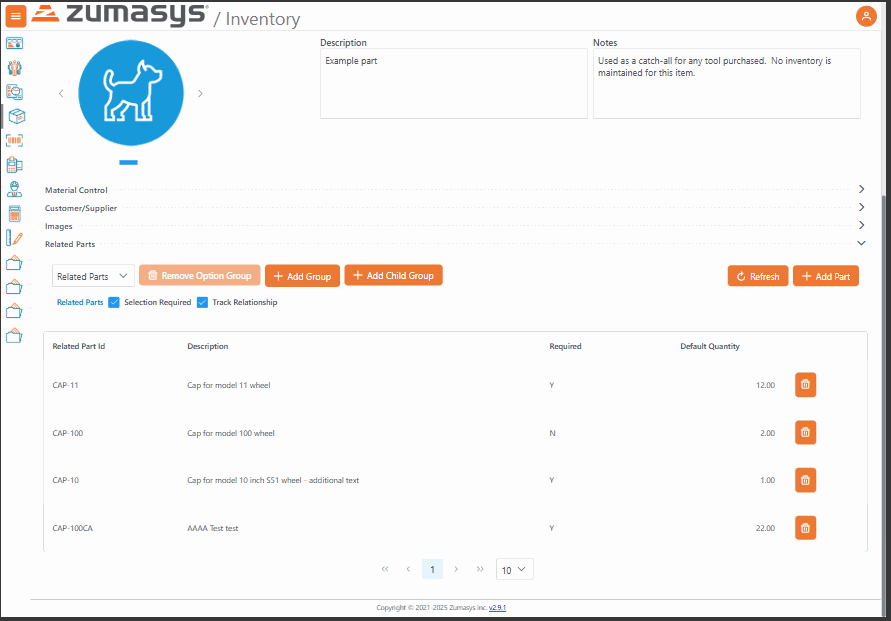 zumasys / Inventory
Description
Notes
Example part
Used as a catch-all for any tool purchased. No inventory is
maintained for this item.
Material Control
Customer/Supplier
Images
Related Parts
Related Parts Remove Option Group + Add Group + Add Child Group Refresh + Add Part
Related Parts Selection Required Track Relationship
Related Part Id Description Required Default Quantity
CAP-11 Cap for model 11 wheel Y 12.00
CAP-100 Cap for model 100 wheel N 2.00
CAP-10 Cap for model 10 inch SS1 wheel - additional text Y 1.00
CAP-100CA AAAA Test test Y 22.00
« ‹ 1 › » 10
Copyright © 2021-2025 Zumasys Inc. v2.9.1